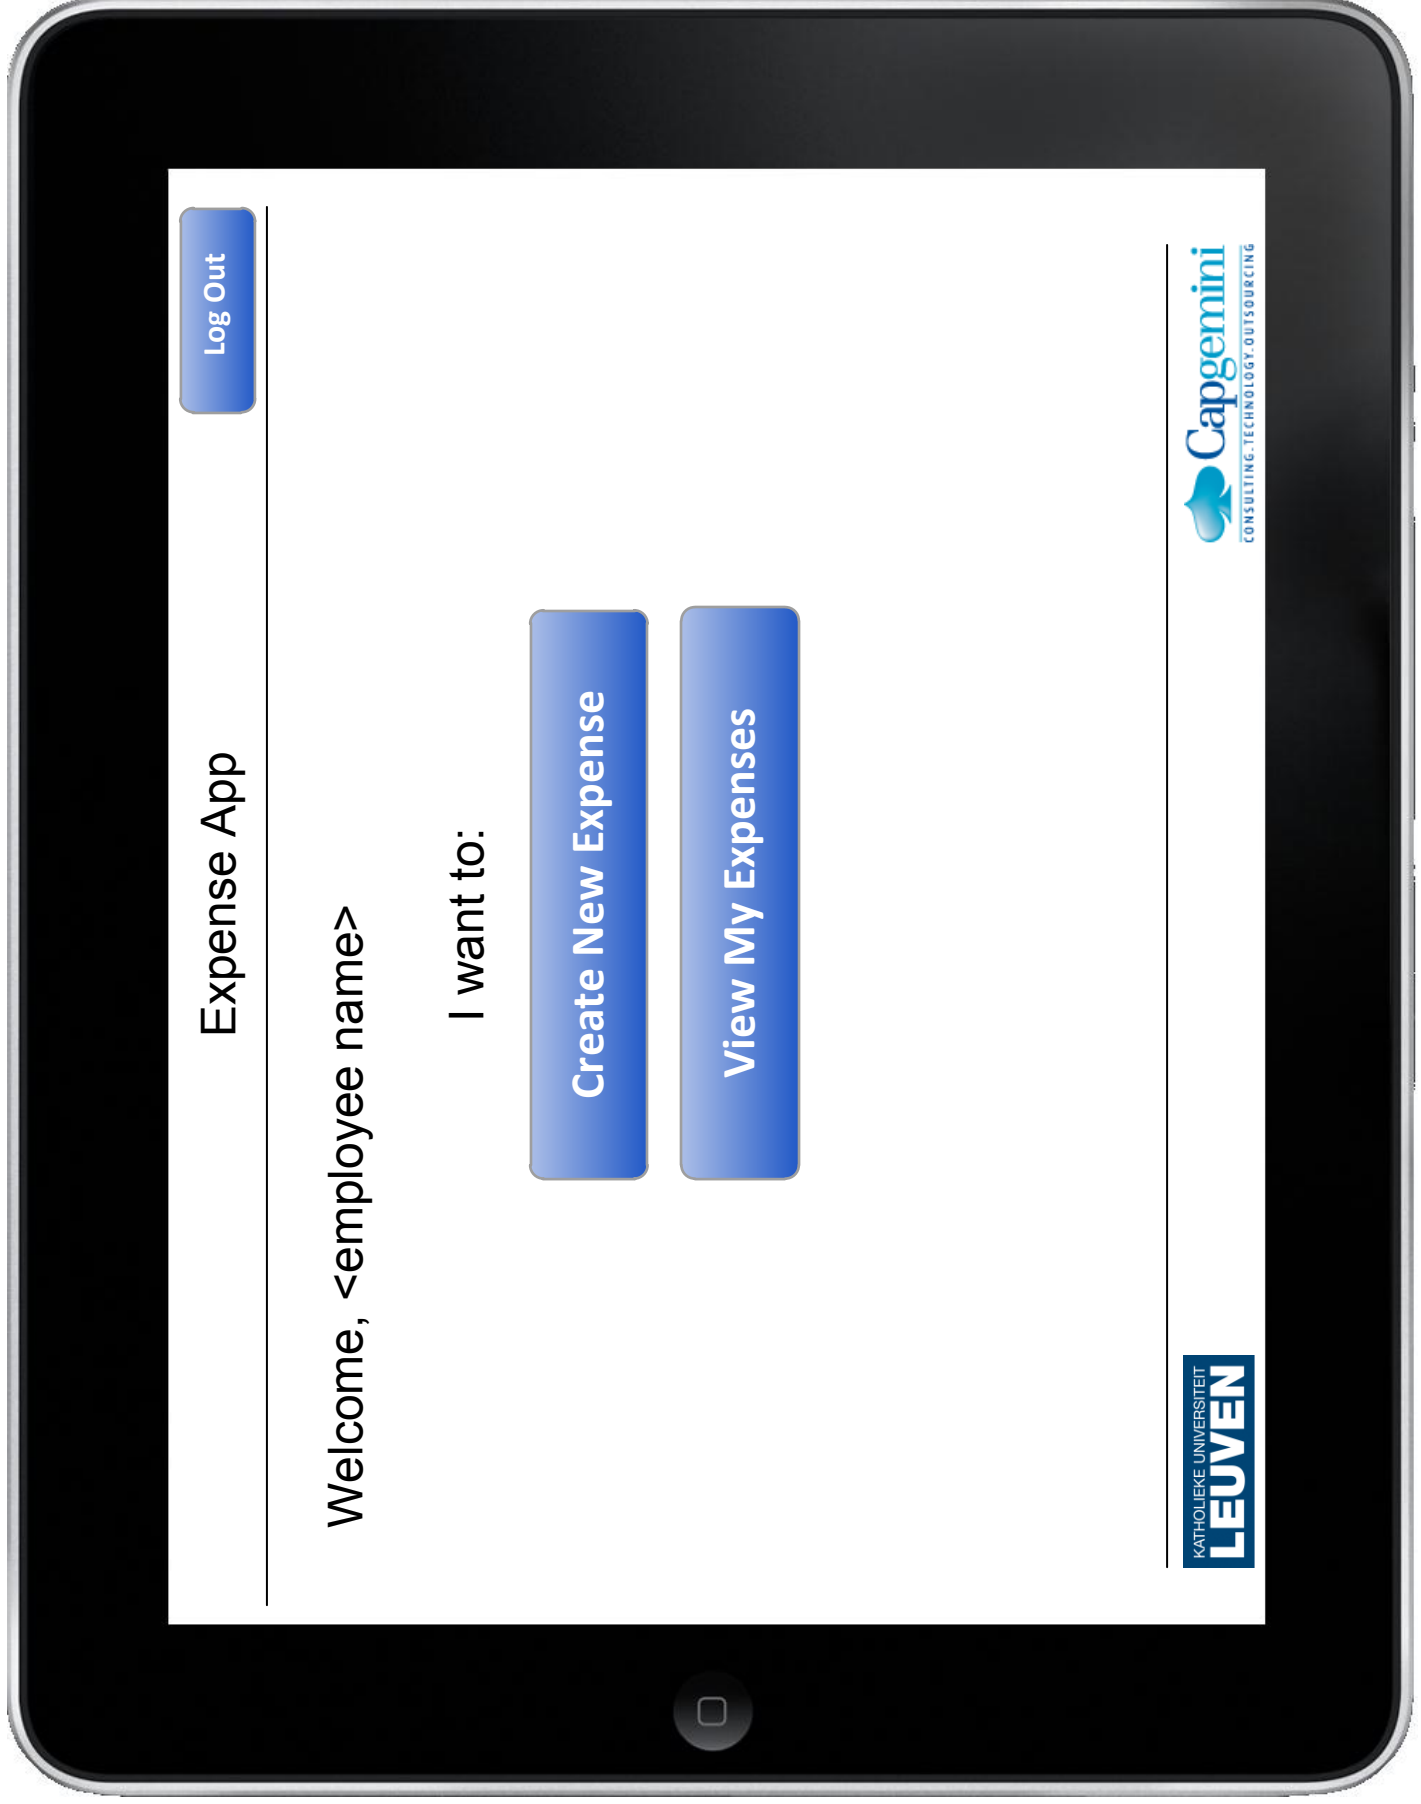 Expense App
Log Out
Welcome, <employee name>
I want to:
Create New Expense
View My Expenses
KATHOLIEKE UNIVERSITEIT
LEUVEN
Capgemini
CONSULTING.TECHNOLOGY.OUTSOURCING